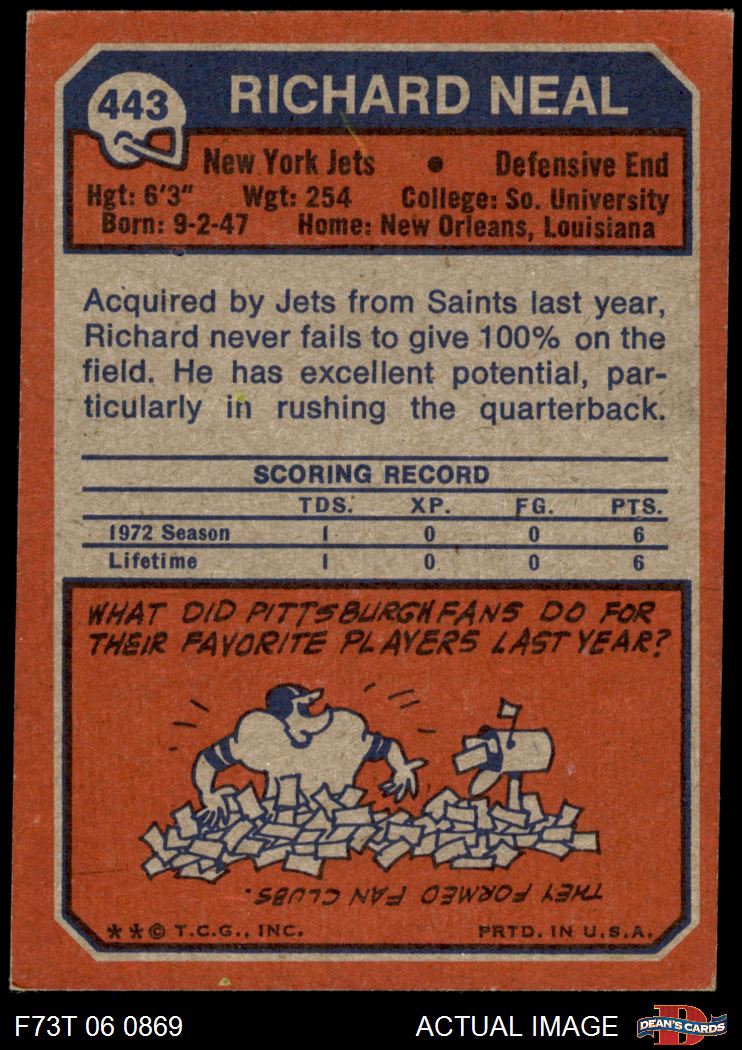 443
RICHARD NEAL
New York Jets • Defensive End
Hgt: 6'3" Wgt: 254 College: So. University
Born: 9-2-47 Home: New Orleans, Louisiana
Acquired by Jets from Saints last year,
Richard never fails to give 100% on the
field. He has excellent potential, par-
ticularly in rushing the quarterback.
SCORING RECORD
TDS. XP. FG. PTS.
1972 Season 1 0 0 6
Lifetime 1 0 0 6
WHAT DID PITTSBURGH FANS DO FOR
THEIR FAVORITE PLAYERS LAST YEAR?
THEY FORMED FAN CLUBS.
**© T.C.G., INC. PRTD. IN U.S.A.
F73T 06 0869 ACTUAL IMAGE
D
DEAN'S CARDS